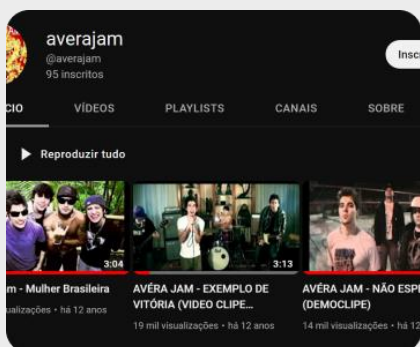 averajam
@averajam
95 inscritos
Inscr
CIO
VÍDEOS
PLAYLISTS
CANAIS
SOBRE
Reproduzir tudo
3:04
3:13
m - Mulher Brasileira
ualizações • há 12 anos
AVÉRA JAM - EXEMPLO DE
VITÓRIA (VIDEO CLIPE...
19 mil visualizações • há 12 anos
AVÉRA JAM - NÃO ESPE
(DEMOCLIPE)
14 mil visualizações • há 12